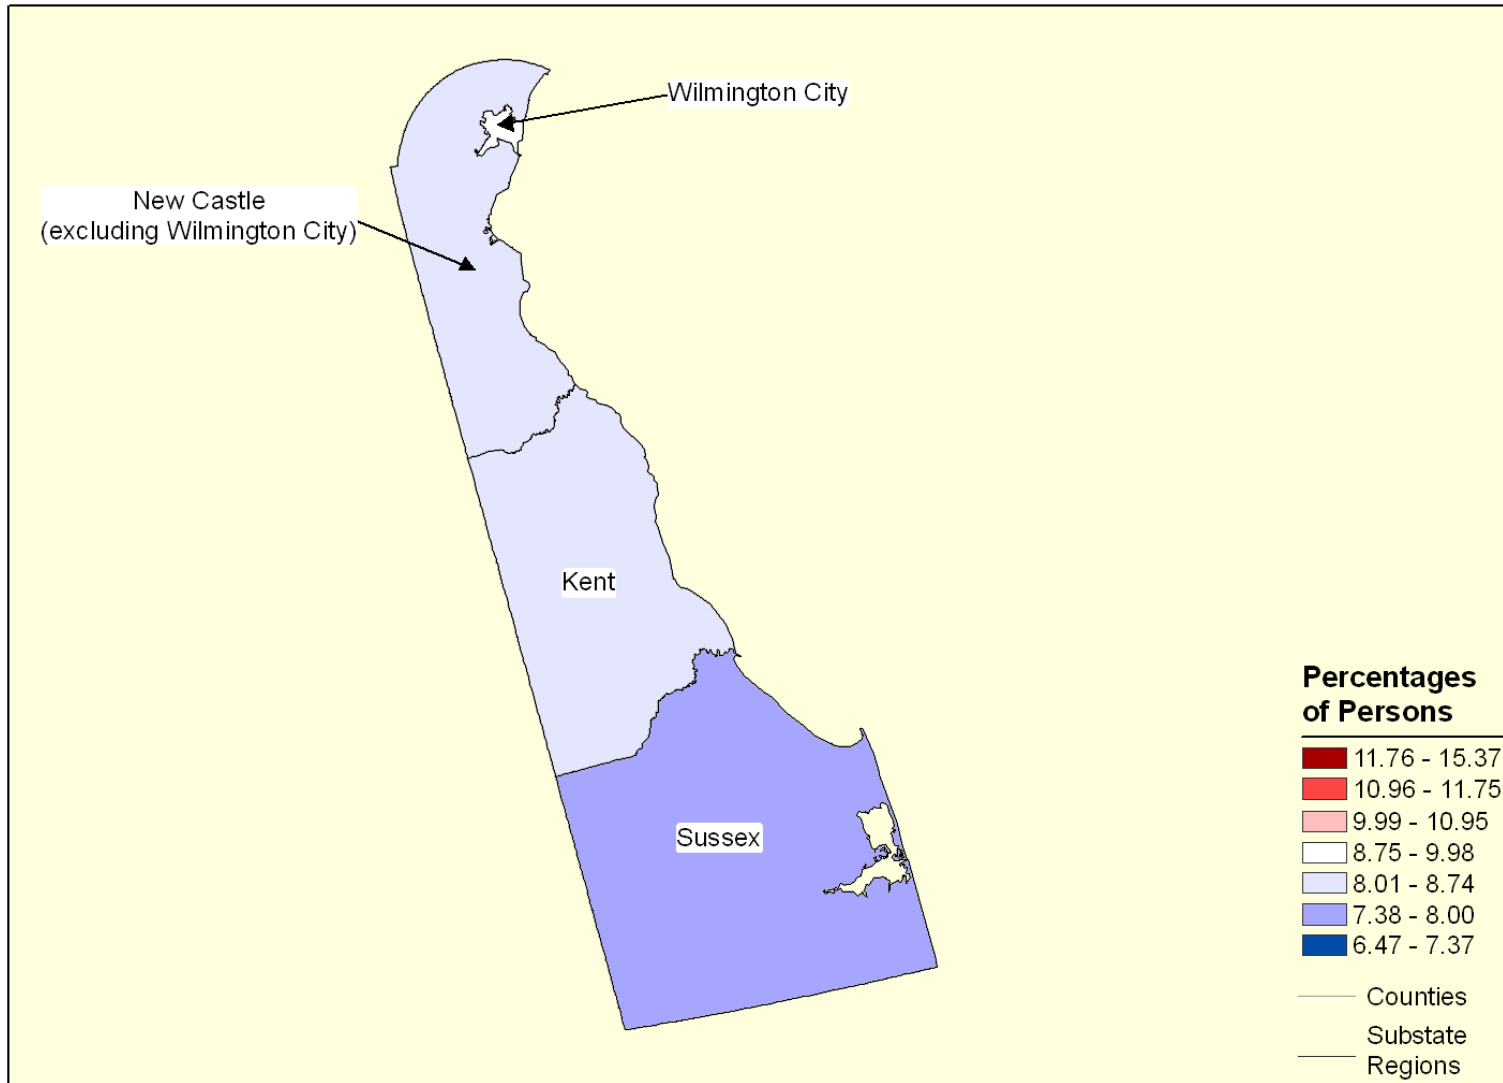 Wilmington City
New Castle
(excluding Wilmington City)
Kent
Sussex
Percentages
of Persons
11.76 - 15.37
10.96 - 11.75
9.99 - 10.95
8.75 - 9.98
8.01 - 8.74
7.38 - 8.00
6.47 - 7.37
Counties
Substate
Regions